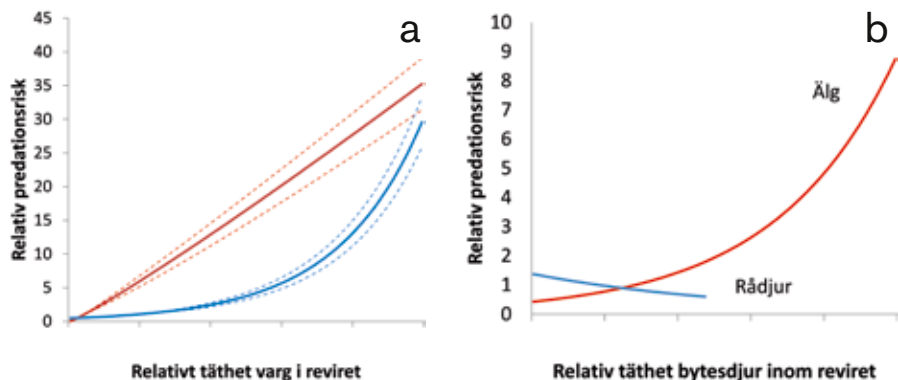 a
45
40
35
30
25
20
15
10
5
0
Relativ predationsrisk
Relativt täthet varg i reviret
b
10
9
8
7
6
5
4
3
2
1
0
Relativ predationsrisk
Älg
Rådjur
Relativ täthet bytesdjur inom reviret